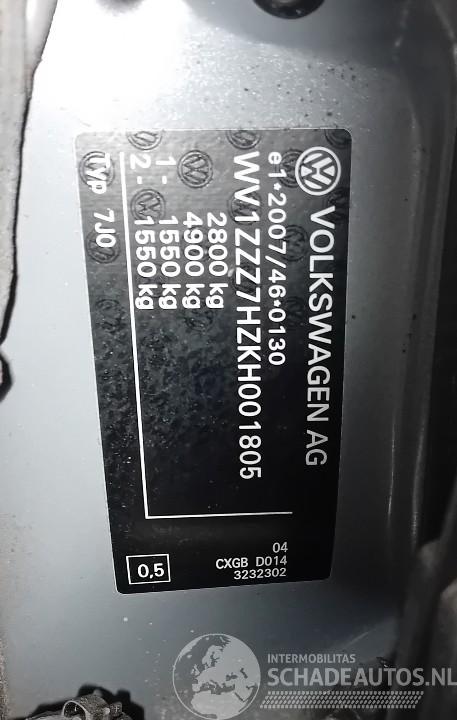 VOLKSWAGEN AG
e1*2007/46*0130
WV1ZZZ7HZKH001805
2800 kg
4900 kg
1- 1550 kg
2- 1550 kg
Typ 7J0
04
CXGB D014
3232302
0,5
INTERMOBILITAS
SCHADEAUTOS.NL